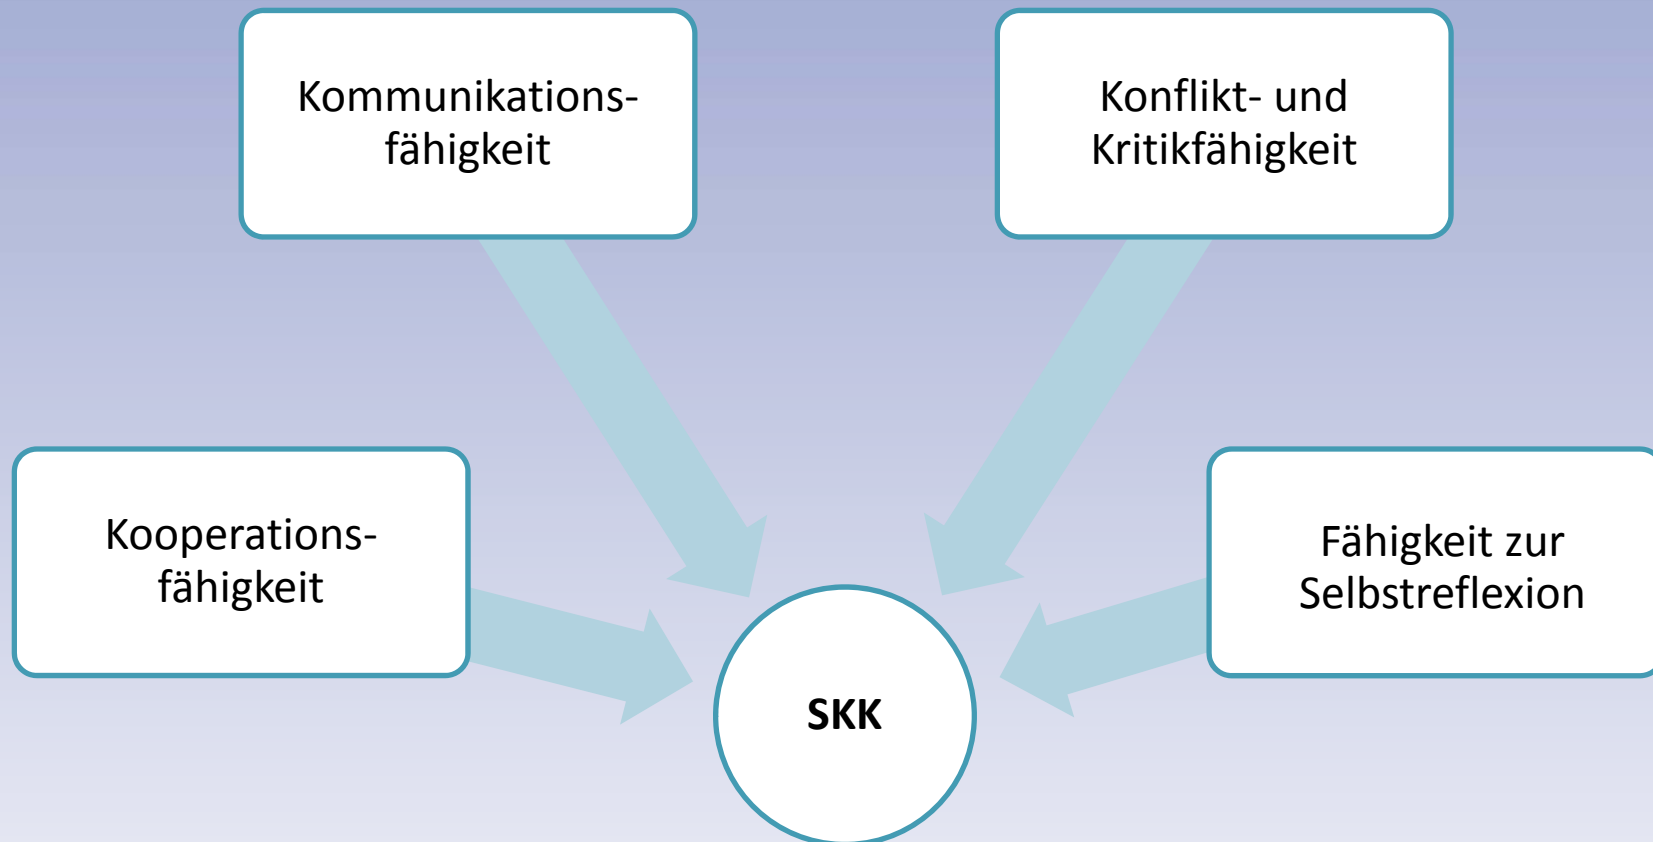 Kommunikations-
fähigkeit
Konflikt- und
Kritikfähigkeit
Kooperations-
fähigkeit
Fähigkeit zur
Selbstreflexion
SKK